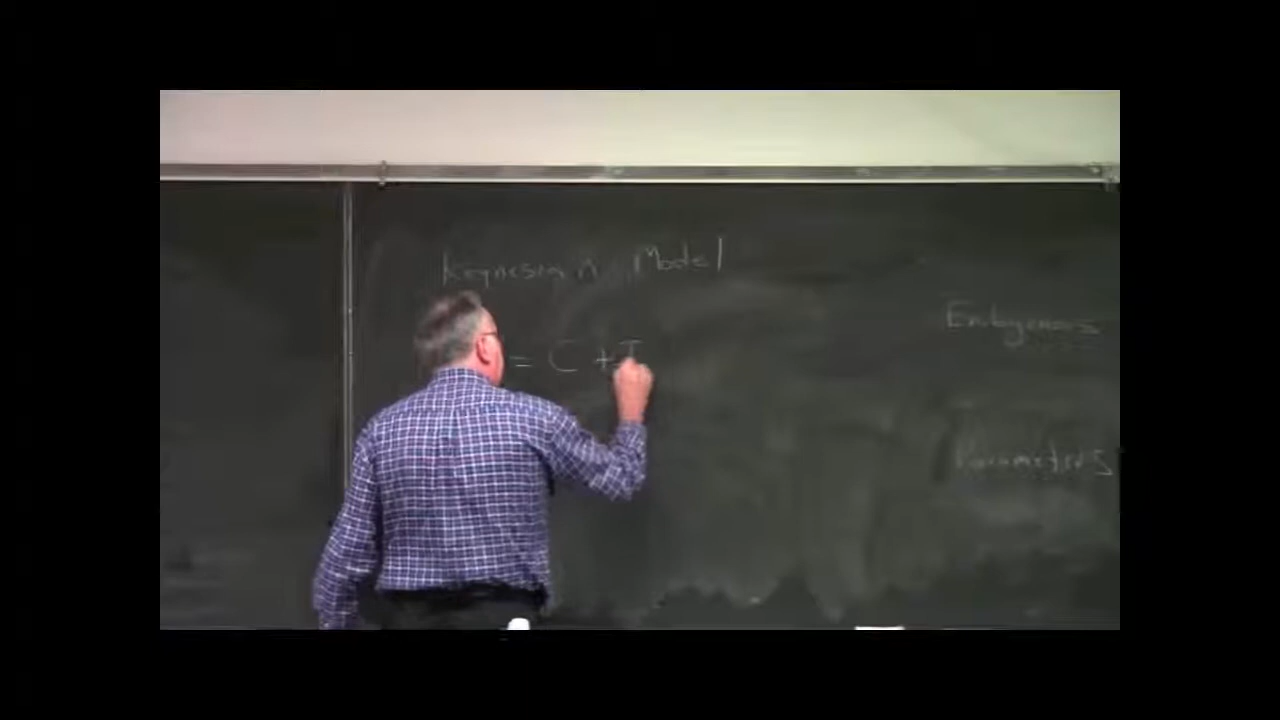 Keynesian Model
= C + I
Endogenous
Parameters